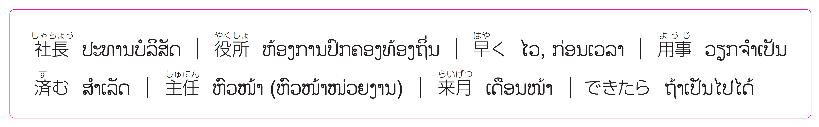 社長 ປະທານບໍລິສັດ | 役所 ຫ້ອງການປົກຄອງທ້ອງຖິ່ນ | 早く ໄວ, ກ່ອນເວລາ | 用事 ວຽກຈຳເປັນ
済む ສຳເລັດ | 主任 ຫົວໜ້າ (ຫົວໜ້າໜ່ວຍງານ) | 来月 ເດືອນໜ້າ | できたら ຖ້າເປັນໄປໄດ້